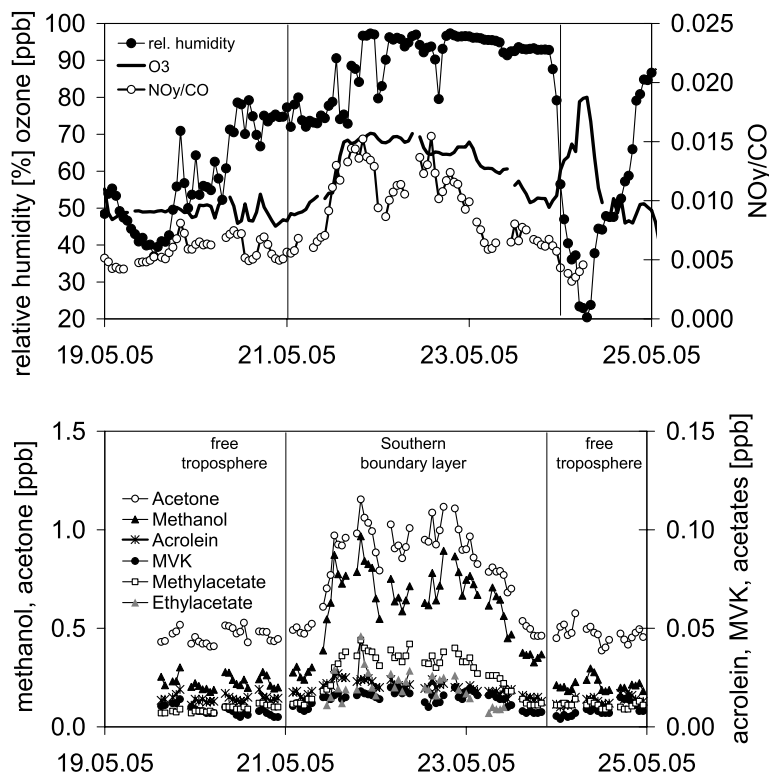 relative humidity [%] ozone [ppb]
100
90
80
70
60
50
40
30
20
rel. humidity
O3
NOy/CO
0.025
0.020
0.015
0.010
0.005
0.000
NOy/CO
19.05.05 21.05.05 23.05.05 25.05.05
methanol, acetone [ppb]
1.5
1.0
0.5
0.0
free
troposphere
Southern
boundary layer
free
troposphere
Acetone
Methanol
Acrolein
MVK
Methylacetate
Ethylacetate
0.15
0.10
0.05
0.00
acrolein, MVK, acetates [ppb]
19.05.05 21.05.05 23.05.05 25.05.05